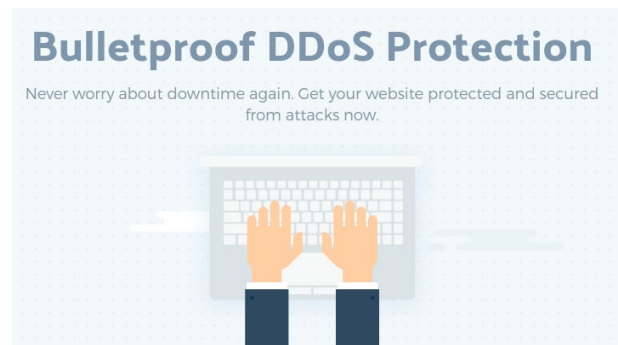 Bulletproof DDoS Protection
Never worry about downtime again. Get your website protected and secured
from attacks now.